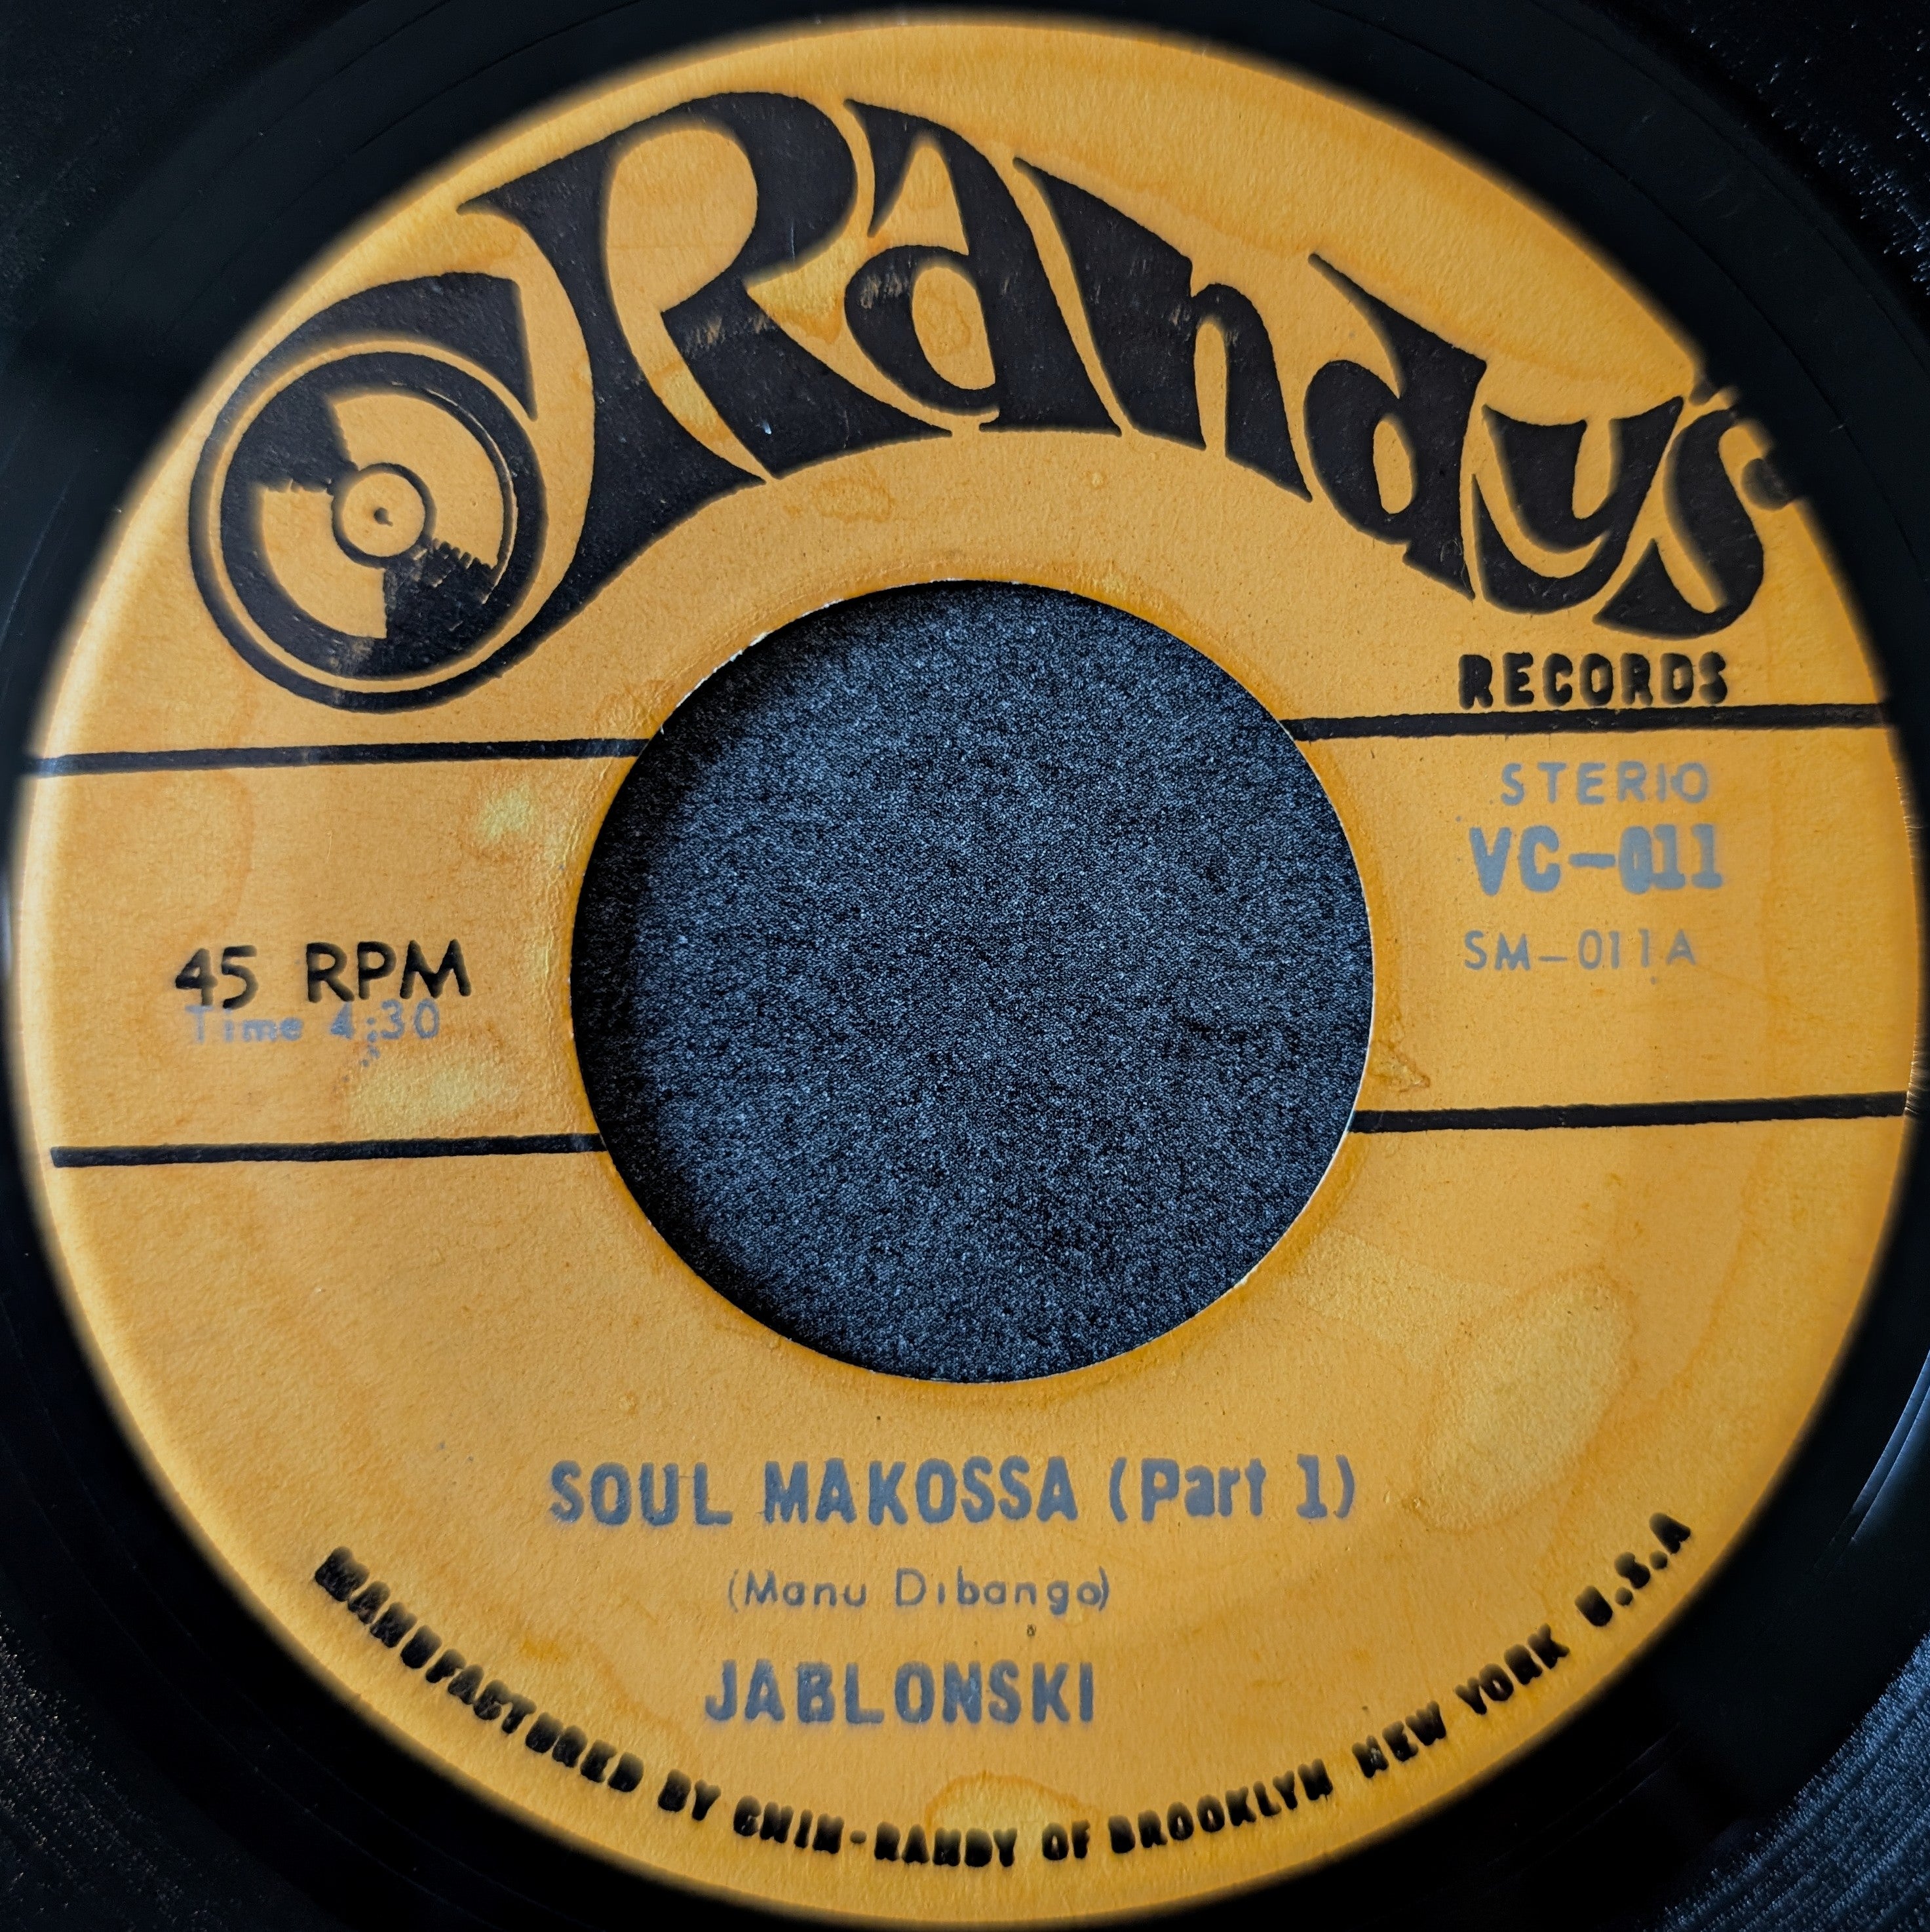 Randy's
RECORDS
STERIO
VC-011
SM-011A
45 RPM
Time 4:30
SOUL MAKOSSA (Part 1)
(Manu Dibango)
JABLONSKI
MANUFACTURED BY CHIN-RANDY OF BROOKLYN NEW YORK U.S.A